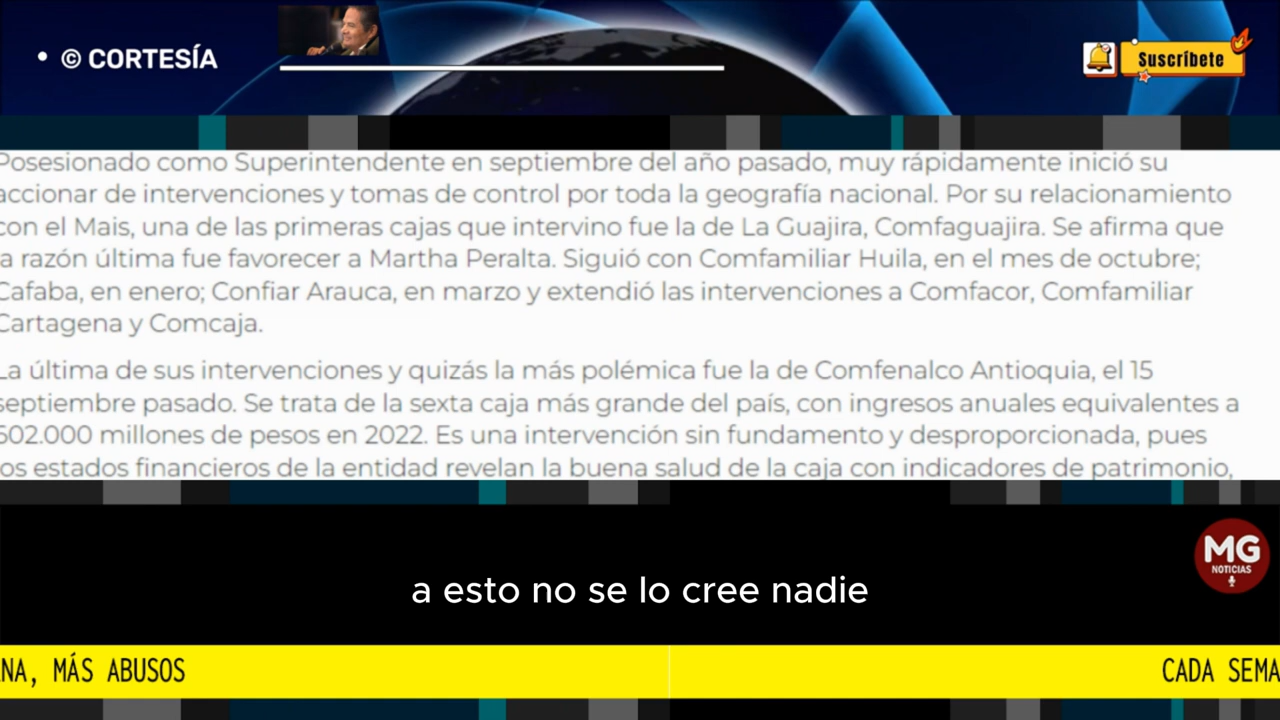 • © CORTESÍA
Suscríbete
Posesionado como Superintendente en septiembre del año pasado, muy rápidamente inició su
accionar de intervenciones y tomas de control por toda la geografía nacional. Por su relacionamiento
con el Mais, una de las primeras cajas que intervino fue la de La Guajira, Comfaguajira. Se afirma que
la razón última fue favorecer a Martha Peralta. Siguió con Comfamiliar Huila, en el mes de octubre;
Cafaba, en enero; Confiar Arauca, en marzo y extendió las intervenciones a Comfacor, Comfamiliar
Cartagena y Comcaja.
La última de sus intervenciones y quizás la más polémica fue la de Comfenalco Antioquia, el 15
septiembre pasado. Se trata de la sexta caja más grande del país, con ingresos anuales equivalentes a
602.000 millones de pesos en 2022. Es una intervención sin fundamento y desproporcionada, pues
los estados financieros de la entidad revelan la buena salud de la caja con indicadores de patrimonio,
MG
NOTICIAS
a esto no se lo cree nadie
NA, MÁS ABUSOS
CADA SEMA